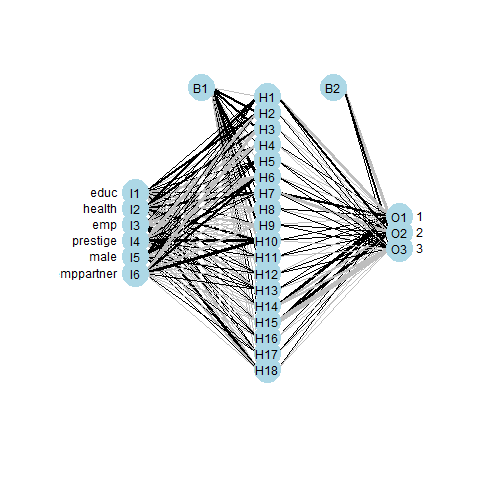 B1 B2
H1
H2
H3
H4
H5
H6
educ I1 H7
health I2 H8 O1 1
emp I3 H9 O2 2
prestige I4 H10 O3 3
male I5 H11
mppartner I6 H12
H13
H14
H15
H16
H17
H18